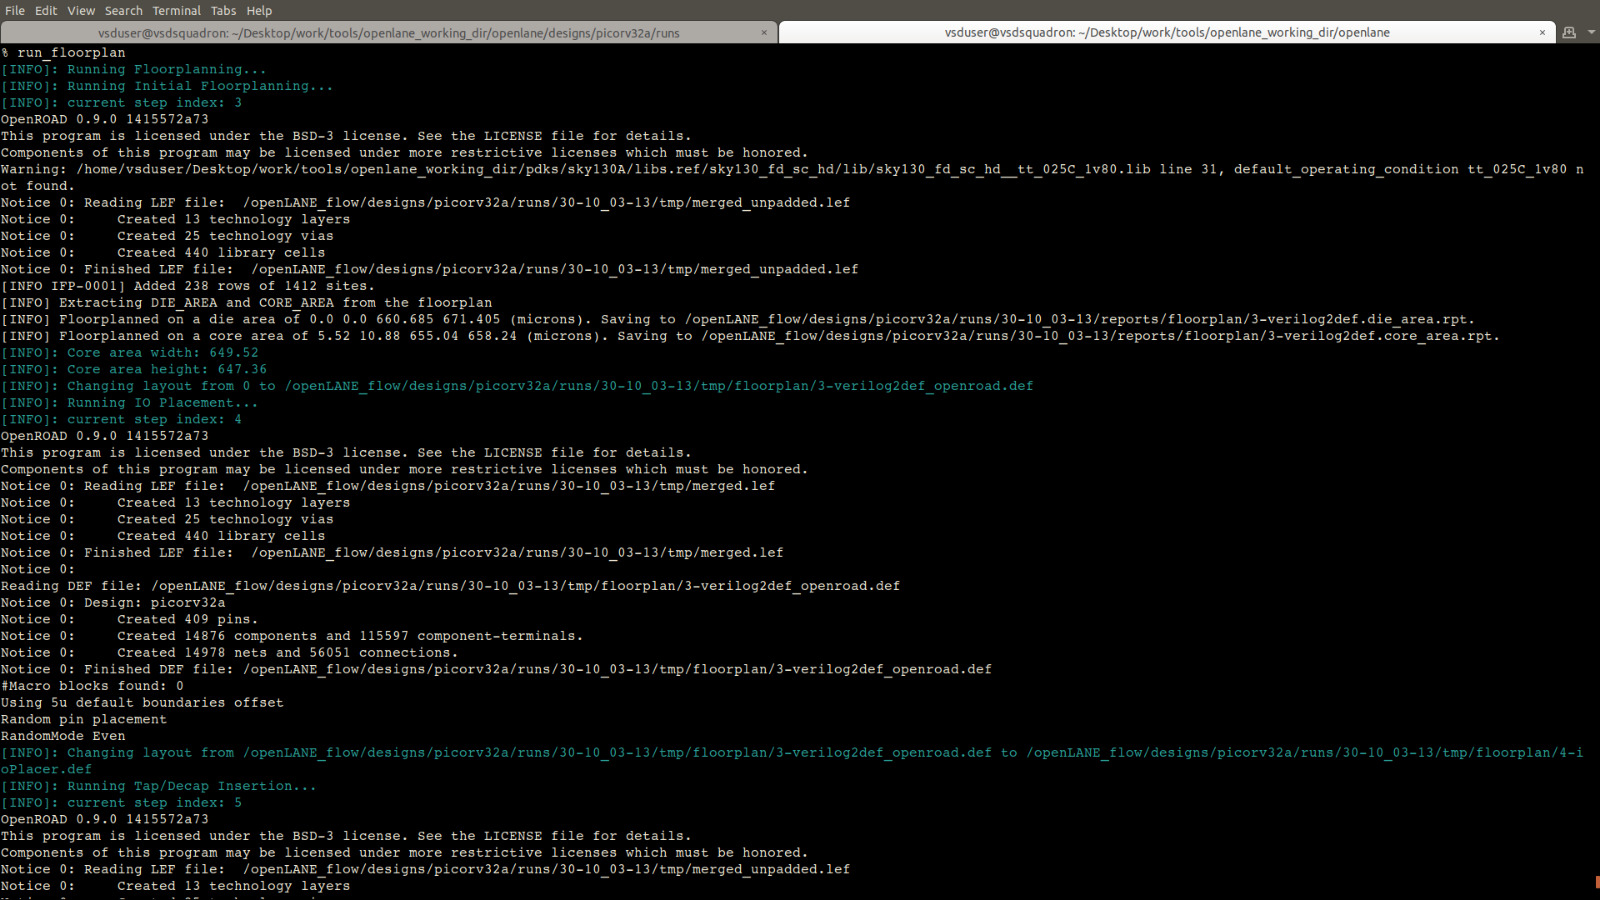 File Edit View Search Terminal Tabs Help
vsduser@vsdsquadron: ~/Desktop/work/tools/openlane_working_dir/openlane/designs/picorv32a/runs × vsduser@vsdsquadron: ~/Desktop/work/tools/openlane_working_dir/openlane ×
% run_floorplan
[INFO]: Running Floorplanning...
[INFO]: Running Initial Floorplanning...
[INFO]: current step index: 3
OpenROAD 0.9.0 1415572a73
This program is licensed under the BSD-3 license. See the LICENSE file for details.
Components of this program may be licensed under more restrictive licenses which must be honored.
Warning: /home/vsduser/Desktop/work/tools/openlane_working_dir/pdks/sky130A/libs.ref/sky130_fd_sc_hd/lib/sky130_fd_sc_hd__tt_025C_1v80.lib line 31, default_operating_condition tt_025C_1v80 n
ot found.
Notice 0: Reading LEF file:  /openLANE_flow/designs/picorv32a/runs/30-10_03-13/tmp/merged_unpadded.lef
Notice 0:     Created 13 technology layers
Notice 0:     Created 25 technology vias
Notice 0:     Created 440 library cells
Notice 0: Finished LEF file:  /openLANE_flow/designs/picorv32a/runs/30-10_03-13/tmp/merged_unpadded.lef
[INFO IFP-0001] Added 238 rows of 1412 sites.
[INFO] Extracting DIE_AREA and CORE_AREA from the floorplan
[INFO] Floorplanned on a die area of 0.0 0.0 660.685 671.405 (microns). Saving to /openLANE_flow/designs/picorv32a/runs/30-10_03-13/reports/floorplan/3-verilog2def.die_area.rpt.
[INFO] Floorplanned on a core area of 5.52 10.88 655.04 658.24 (microns). Saving to /openLANE_flow/designs/picorv32a/runs/30-10_03-13/reports/floorplan/3-verilog2def.core_area.rpt.
[INFO]: Core area width: 649.52
[INFO]: Core area height: 647.36
[INFO]: Changing layout from 0 to /openLANE_flow/designs/picorv32a/runs/30-10_03-13/tmp/floorplan/3-verilog2def_openroad.def
[INFO]: Running IO Placement...
[INFO]: current step index: 4
OpenROAD 0.9.0 1415572a73
This program is licensed under the BSD-3 license. See the LICENSE file for details.
Components of this program may be licensed under more restrictive licenses which must be honored.
Notice 0: Reading LEF file:  /openLANE_flow/designs/picorv32a/runs/30-10_03-13/tmp/merged.lef
Notice 0:     Created 13 technology layers
Notice 0:     Created 25 technology vias
Notice 0:     Created 440 library cells
Notice 0: Finished LEF file:  /openLANE_flow/designs/picorv32a/runs/30-10_03-13/tmp/merged.lef
Notice 0:
Reading DEF file: /openLANE_flow/designs/picorv32a/runs/30-10_03-13/tmp/floorplan/3-verilog2def_openroad.def
Notice 0: Design: picorv32a
Notice 0:     Created 409 pins.
Notice 0:     Created 14876 components and 115597 component-terminals.
Notice 0:     Created 14978 nets and 56051 connections.
Notice 0: Finished DEF file: /openLANE_flow/designs/picorv32a/runs/30-10_03-13/tmp/floorplan/3-verilog2def_openroad.def
#Macro blocks found: 0
Using 5u default boundaries offset
Random pin placement
RandomMode Even
[INFO]: Changing layout from /openLANE_flow/designs/picorv32a/runs/30-10_03-13/tmp/floorplan/3-verilog2def_openroad.def to /openLANE_flow/designs/picorv32a/runs/30-10_03-13/tmp/floorplan/4-i
oPlacer.def
[INFO]: Running Tap/Decap Insertion...
[INFO]: current step index: 5
OpenROAD 0.9.0 1415572a73
This program is licensed under the BSD-3 license. See the LICENSE file for details.
Components of this program may be licensed under more restrictive licenses which must be honored.
Notice 0: Reading LEF file:  /openLANE_flow/designs/picorv32a/runs/30-10_03-13/tmp/merged_unpadded.lef
Notice 0:     Created 13 technology layers